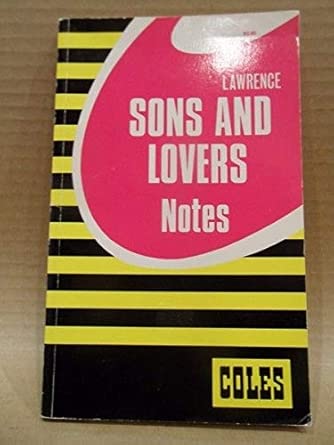 LAWRENCE
SONS AND
LOVERS
Notes
COLES